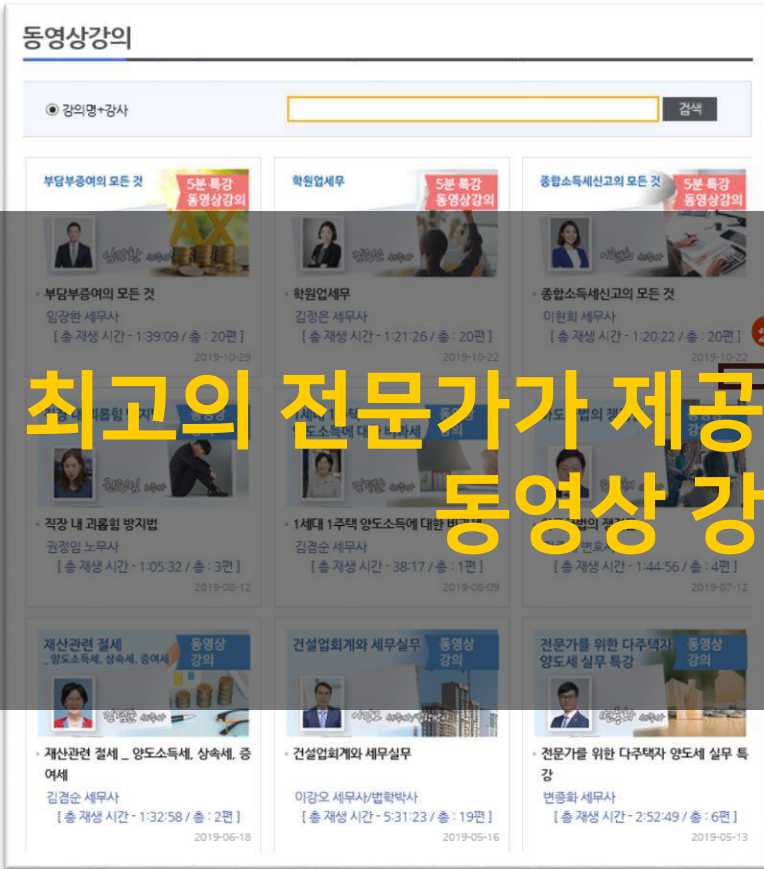 동영상강의
강의명+강사
검색
부담부증여의 모든 것
5분 특강
동영상강의
학원업세무
5분 특강
동영상강의
종합소득세신고의 모든 것
5분 특강
동영상강의
부담부증여의 모든 것
임장환 세무사
[ 총 재생 시간 - 1:39:09 / 총 : 20편 ]
2019-10-29
학원업세무
김정은 세무사
[ 총 재생 시간 - 1:21:26 / 총 : 20편 ]
2019-10-22
종합소득세신고의 모든 것
이현희 세무사
[ 총 재생 시간 - 1:20:22 / 총 : 20편 ]
2019-10-22
최고의 전문가가 제공
동영상 강
직장 내 괴롭힘 방지법
권정임 노무사
[ 총 재생 시간 - 1:05:32 / 총 : 3편 ]
2019-08-12
1세대 1주택 양도소득에 대한 비과세
김겸순 세무사
[ 총 재생 시간 - 38:17 / 총 : 1편 ]
2019-08-09
변호사
[ 총 재생 시간 - 1:44:56 / 총 : 4편 ]
2019-07-12
재산관련 절세
_ 양도소득세, 상속세, 증여세
동영상
강의
건설업회계와 세무실무
동영상
강의
전문가를 위한 다주택자
양도세 실무 특강
동영상
강의
재산관련 절세 _ 양도소득세, 상속세, 증
여세
김겸순 세무사
[ 총 재생 시간 - 1:32:58 / 총 : 2편 ]
2019-06-18
건설업회계와 세무실무
이강오 세무사/법학박사
[ 총 재생 시간 - 5:31:23 / 총 : 19편 ]
2019-05-16
전문가를 위한 다주택자 양도세 실무 특
강
변종화 세무사
[ 총 재생 시간 - 2:52:49 / 총 : 6편 ]
2019-05-13